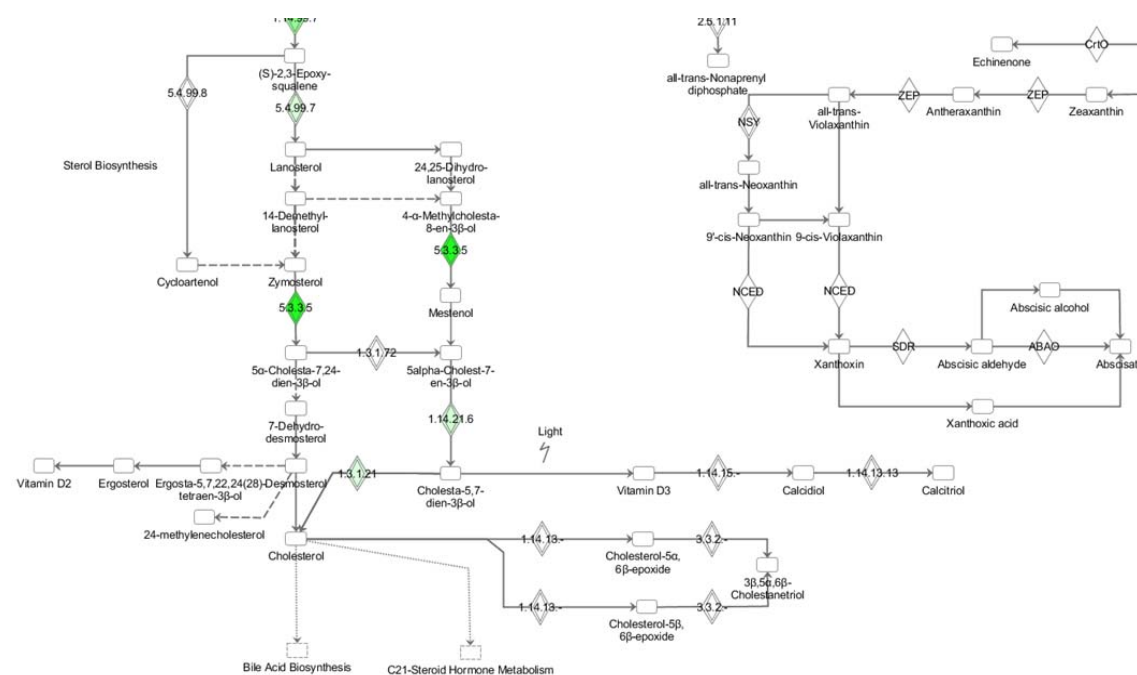 1.14.99.7
2.5.1.11
CrtO
(S)-2,3-Epoxy-
squalene
Echinenone
all-trans-Nonaprenyl
diphosphate
5.4.99.8
5.4.99.7
ZEP
ZEP
all-trans-
Violaxanthin
Antheraxanthin
Zeaxanthin
NSY
Sterol Biosynthesis
Lanosterol
24,25-Dihydro-
lanosterol
all-trans-Neoxanthin
14-Demethyl-
lanosterol
4-α-Methylcholesta-
8-en-3β-ol
9'-cis-Neoxanthin
9-cis-Violaxanthin
5.3.3.5
Cycloartenol
Zymosterol
NCED
NCED
5.3.3.5
Mestenol
Abscisic alcohol
1.3.1.72
SDR
ABAO
5α-Cholesta-7,24-
dien-3β-ol
5alpha-Cholest-7-
en-3β-ol
Xanthoxin
Abscisic aldehyde
Abscisat
7-Dehydro-
desmosterol
1.14.21.6
Xanthoxic acid
Light
1.3.1.21
1.14.15.-
1.14.13.13
Vitamin D2
Ergosterol
Ergosta-5,7,22,24(28)-
tetraen-3β-ol
Desmosterol
Cholesta-5,7-
dien-3β-ol
Vitamin D3
Calcidiol
Calcitriol
24-methylenecholesterol
1.14.13.-
3.3.2.-
Cholesterol
Cholesterol-5α,
6β-epoxide
3β,5α,6β-
Cholestanetriol
1.14.13.-
3.3.2.-
Cholesterol-5β,
6β-epoxide
Bile Acid Biosynthesis
C21-Steroid Hormone Metabolism